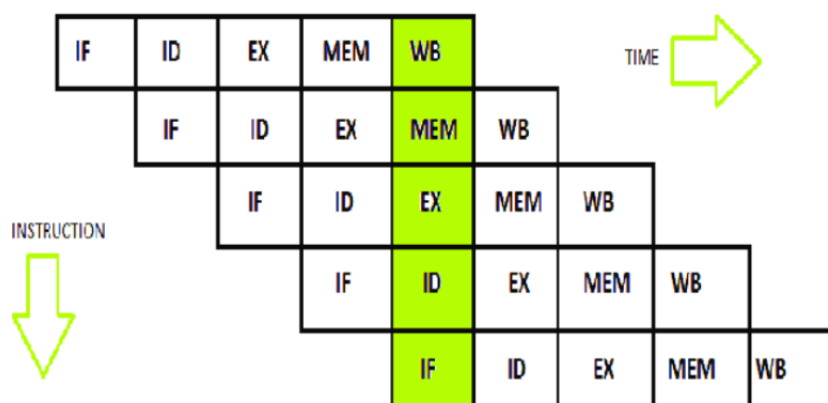 IF ID EX MEM WB
TIME
IF ID EX MEM WB
IF ID EX MEM WB
INSTRUCTION
IF ID EX MEM WB
IF ID EX MEM WB